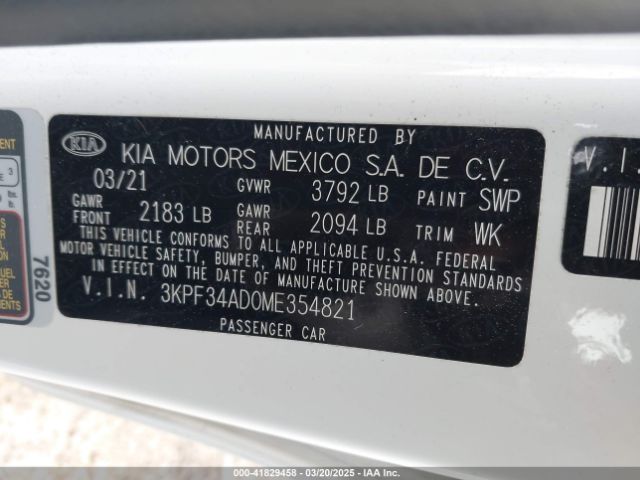 MANUFACTURED BY
KIA KIA MOTORS MEXICO S.A. DE C.V.
03/21 GVWR 3792 LB PAINT SWP
GAWR FRONT 2183 LB GAWR REAR 2094 LB TRIM WK
THIS VEHICLE CONFORMS TO ALL APPLICABLE U.S.A. FEDERAL
MOTOR VEHICLE SAFETY, BUMPER, AND THEFT PREVENTION STANDARDS
IN EFFECT ON THE DATE OF MANUFACTURE SHOWN ABOVE.
V.I.N. 3KPF34AD0ME354821
PASSENGER CAR
7620
V.I.
000-41829458 - 03/20/2025 - IAA Inc.